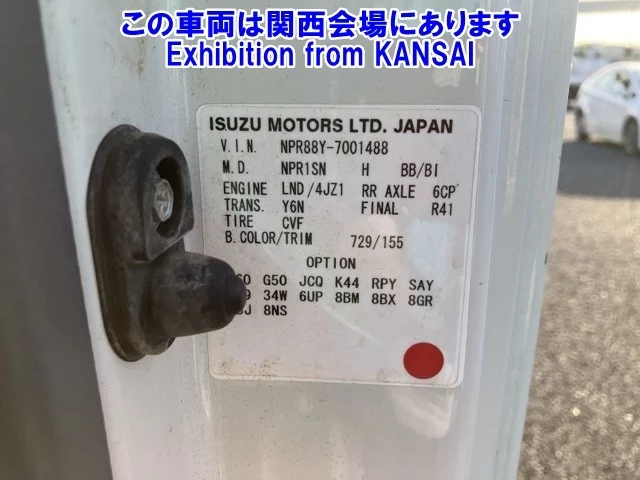 この車両は関西会場にあります
Exhibition from KANSAI
ISUZU MOTORS LTD. JAPAN
V.I.N. NPR88Y-7001488
M.D. NPR1SN H BB/BI
ENGINE LND/4JZ1 RR AXLE 6CP
TRANS. Y6N FINAL R41
TIRE CVF
B.COLOR/TRIM 729/155
OPTION
G50 JCQ K44 RPY SAY
34W 6UP 8BM 8BX 8GR
8NS